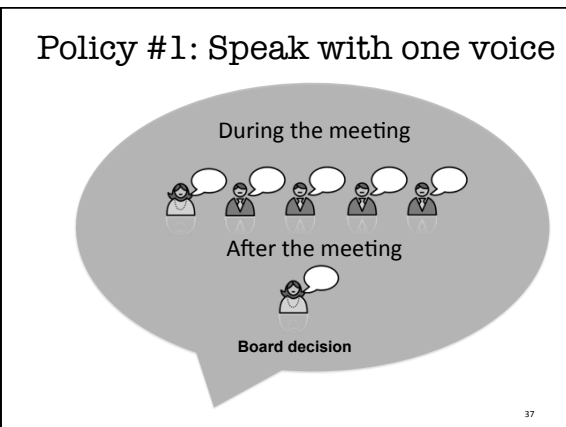 Policy #1: Speak with one voice
During the meeting
After the meeting
Board decision
37